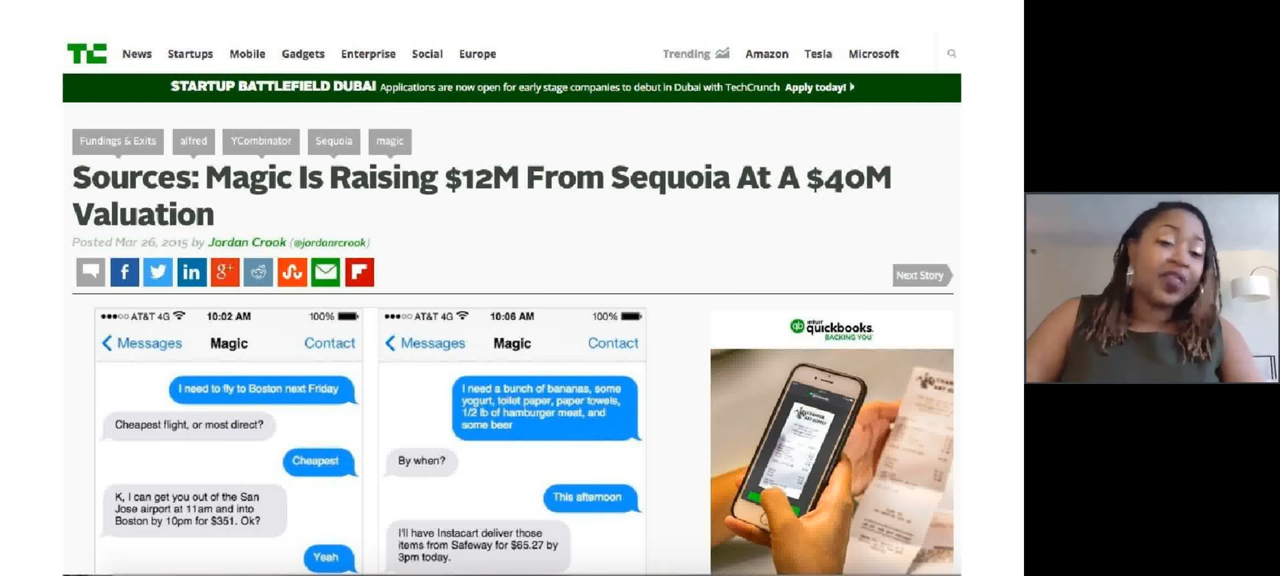 TC News Startups Mobile Gadgets Enterprise Social Europe Trending Amazon Tesla Microsoft
STARTUP BATTLEFIELD DUBAI Applications are now open for early stage companies to debut in Dubai with TechCrunch Apply today!
Fundings & Exits alfred YCombinator Sequoia magic
Sources: Magic Is Raising $12M From Sequoia At A $40M
Valuation
Posted Mar 26, 2015 by Jordan Crook (@jordanrcrook)
f in g+
Next Story
AT&T 4G 10:02 AM 100%
Messages Magic Contact
I need to fly to Boston next Friday
Cheapest flight, or most direct?
Cheapest
K, I can get you out of the San
Jose airport at 11am and into
Boston by 10pm for $351. Ok?
Yeah
AT&T 4G 10:06 AM 100%
Messages Magic Contact
I need a bunch of bananas, some
yogurt, toilet paper, paper towels,
1/2 lb of hamburger meat, and
some beer
By when?
This afternoon
I'll have Instacart deliver those
items from Safeway for $65.27 by
3pm today.
qb intuit
quickbooks.
BACKING YOU